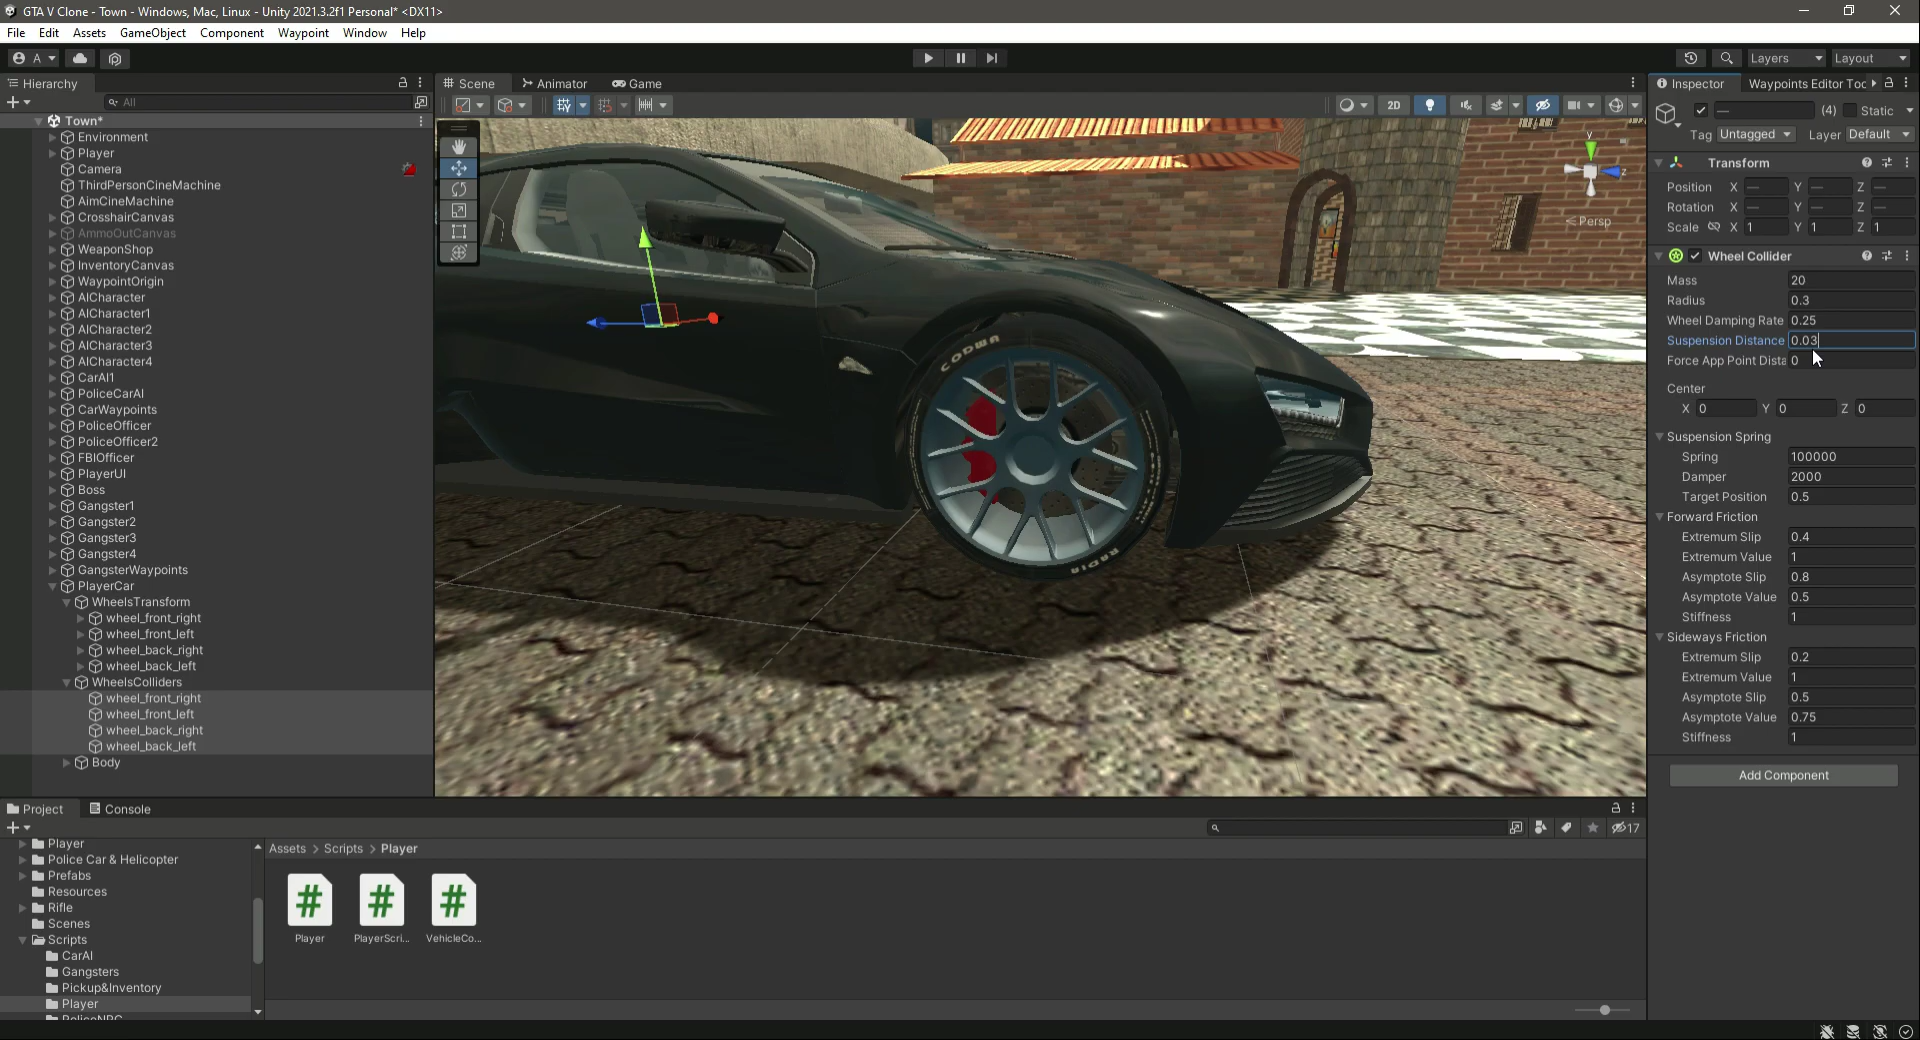 GTA V Clone - Town - Windows, Mac, Linux - Unity 2021.3.2f1 Personal* <DX11>
File Edit Assets GameObject Component Waypoint Window Help
A Layers Layout
Hierarchy
All
Town*
Environment
Player
Camera
ThirdPersonCineMachine
AimCineMachine
CrosshairCanvas
AmmoOutCanvas
WeaponShop
InventoryCanvas
WaypointOrigin
AICharacter
AICharacter1
AICharacter2
AICharacter3
AICharacter4
CarAI1
PoliceCarAI
CarWaypoints
PoliceOfficer
PoliceOfficer2
FBIOfficer
PlayerUI
Boss
Gangster1
Gangster2
Gangster3
Gangster4
GangsterWaypoints
PlayerCar
WheelsTransform
wheel_front_right
wheel_front_left
wheel_back_right
wheel_back_left
WheelsColliders
wheel_front_right
wheel_front_left
wheel_back_right
wheel_back_left
Body
Scene Animator Game
2D
y
z
< Persp
CODWA
RADIA
Inspector Waypoints Editor Toc
— (4) Static
Tag Untagged Layer Default
Transform
Position X — Y — Z —
Rotation X — Y — Z —
Scale X 1 Y 1 Z 1
Wheel Collider
Mass 20
Radius 0.3
Wheel Damping Rate 0.25
Suspension Distance 0.03
Force App Point Dista 0
Center
X 0 Y 0 Z 0
Suspension Spring
Spring 100000
Damper 2000
Target Position 0.5
Forward Friction
Extremum Slip 0.4
Extremum Value 1
Asymptote Slip 0.8
Asymptote Value 0.5
Stiffness 1
Sideways Friction
Extremum Slip 0.2
Extremum Value 1
Asymptote Slip 0.5
Asymptote Value 0.75
Stiffness 1
Add Component
Project Console
17
Player
Police Car & Helicopter
Prefabs
Resources
Rifle
Scenes
Scripts
CarAI
Gangsters
Pickup&Inventory
Player
PoliceNPC
Assets > Scripts > Player
Player PlayerScri... VehicleCo...